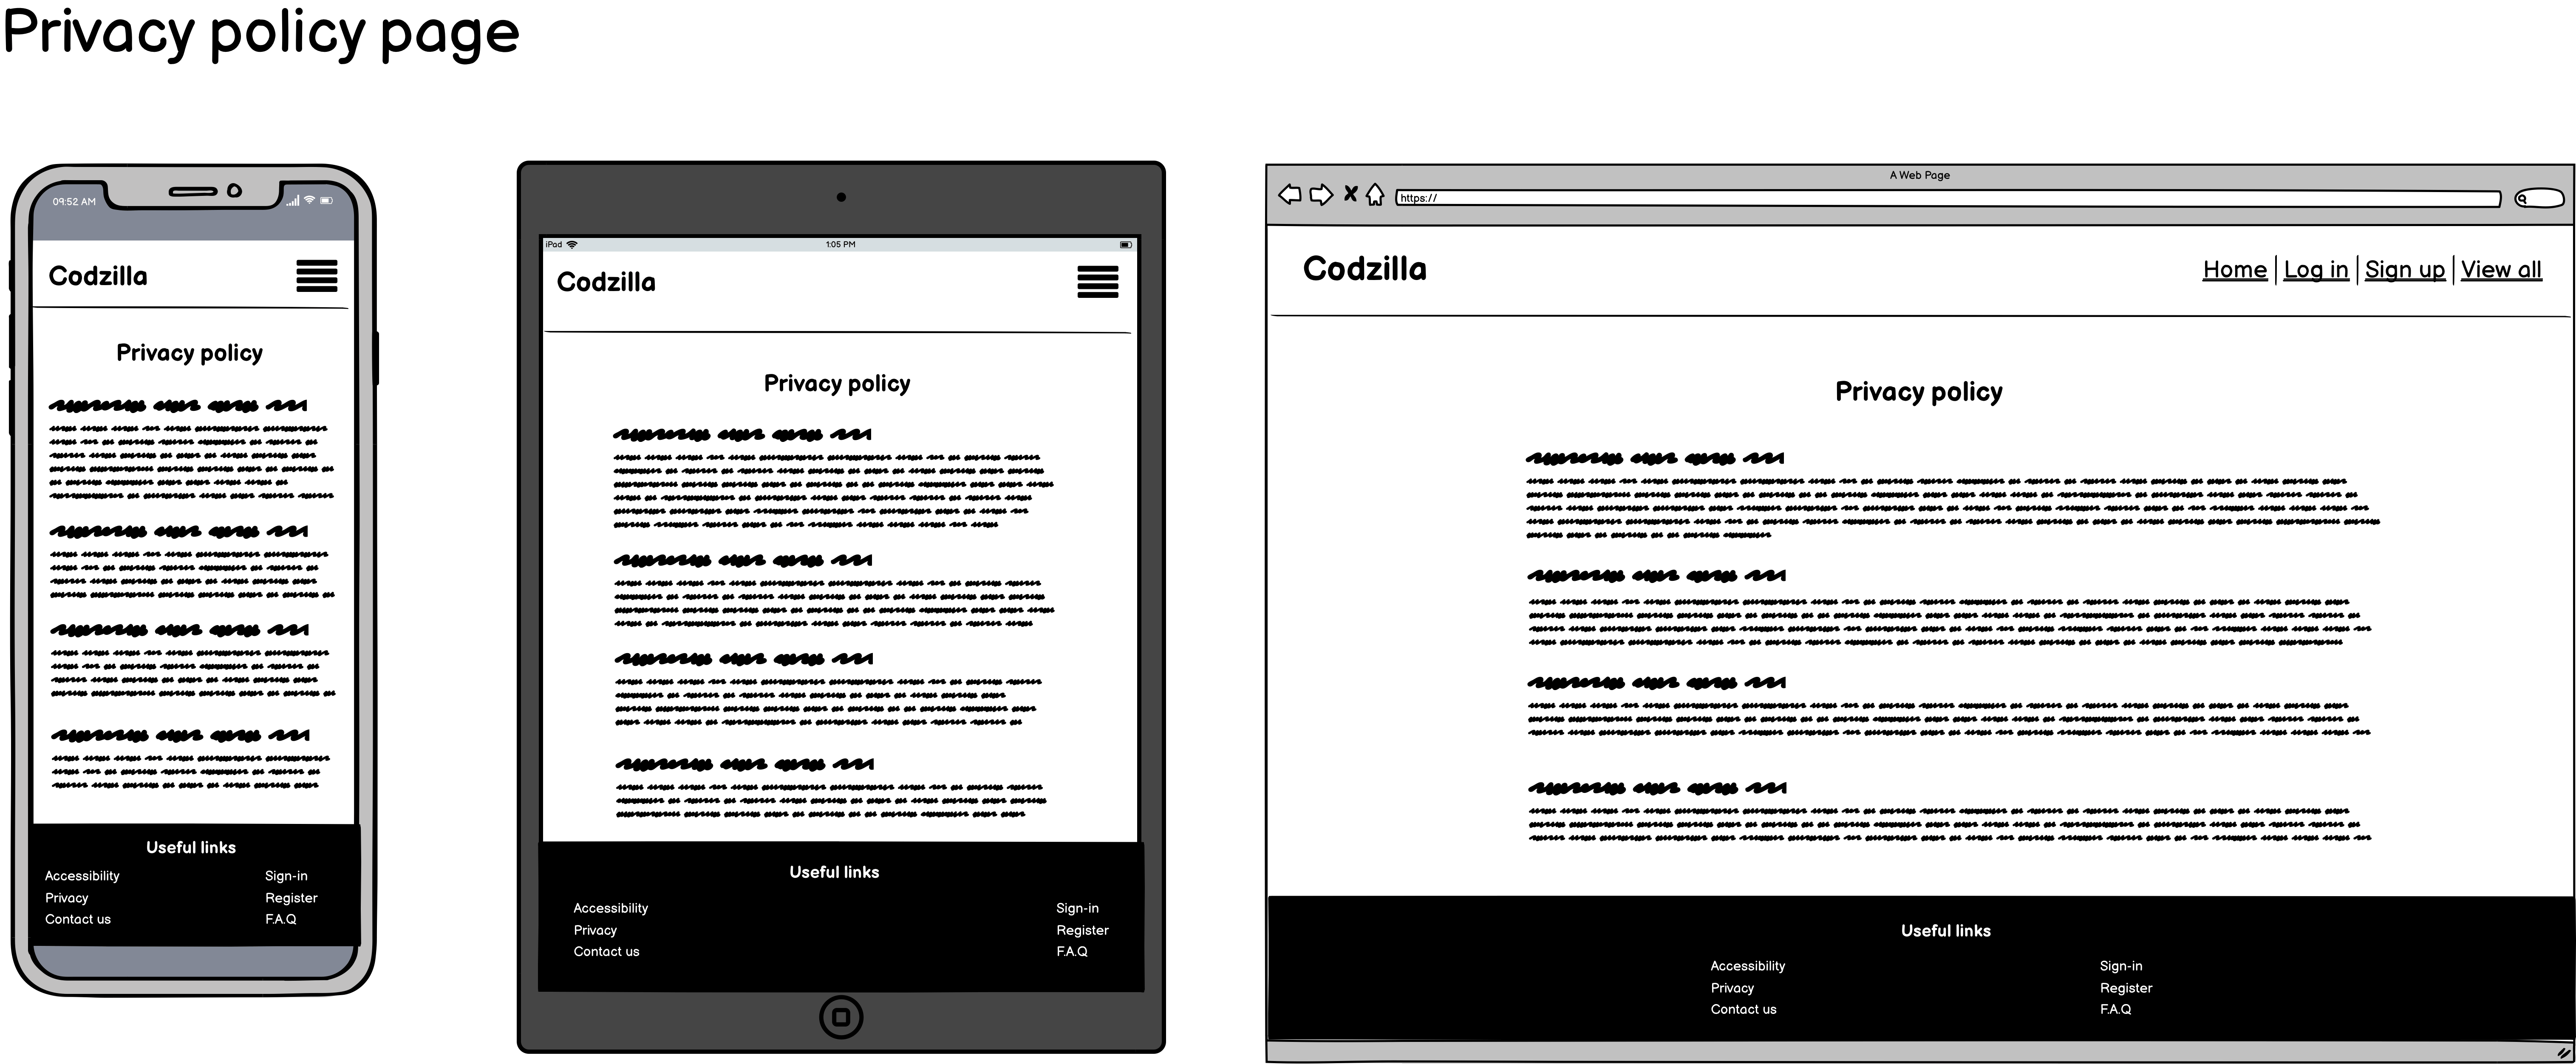 Privacy policy page
09:52 AM
Codzilla
Privacy policy
Useful links
Accessibility
Sign-in
Privacy
Register
Contact us
F.A.Q
iPad
1:05 PM
Codzilla
Privacy policy
Useful links
Accessibility
Sign-in
Privacy
Register
Contact us
F.A.Q
A Web Page
https://
Codzilla
Home | Log in | Sign up | View all
Privacy policy
Useful links
Accessibility
Sign-in
Privacy
Register
Contact us
F.A.Q